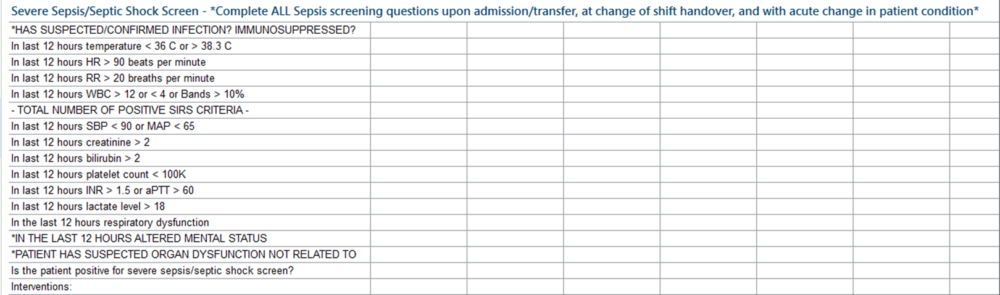 Severe Sepsis/Septic Shock Screen - *Complete ALL Sepsis screening questions upon admission/transfer, at change of shift handover, and with acute change in patient condition*
*HAS SUSPECTED/CONFIRMED INFECTION? IMMUNOSUPPRESSED?
In last 12 hours temperature < 36 C or > 38.3 C
In last 12 hours HR > 90 beats per minute
In last 12 hours RR > 20 breaths per minute
In last 12 hours WBC > 12 or < 4 or Bands > 10%
- TOTAL NUMBER OF POSITIVE SIRS CRITERIA -
In last 12 hours SBP < 90 or MAP < 65
In last 12 hours creatinine > 2
In last 12 hours bilirubin > 2
In last 12 hours platelet count < 100K
In last 12 hours INR > 1.5 or aPTT > 60
In last 12 hours lactate level > 18
In the last 12 hours respiratory dysfunction
*IN THE LAST 12 HOURS ALTERED MENTAL STATUS
*PATIENT HAS SUSPECTED ORGAN DYSFUNCTION NOT RELATED TO
Is the patient positive for severe sepsis/septic shock screen?
Interventions: